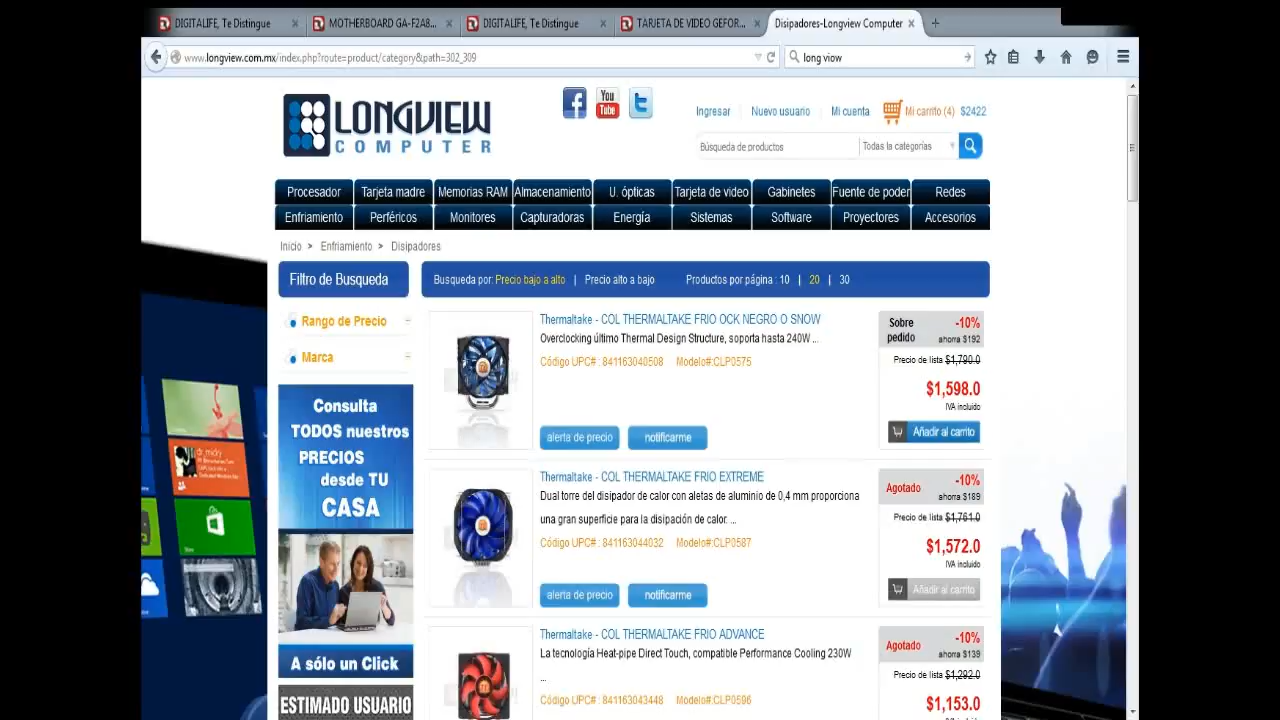 DIGITALIFE, Te Distingue
MOTHERBOARD GA-F2A8...
DIGITALIFE, Te Distingue
TARJETA DE VIDEO GEFOR...
Disipadores-Longview Computer
www.longview.com.mx/index.php?route=product/category&path=302_309
long viow
LONGVIEW
COMPUTER
You
Tube
Ingresar
Nuevo usuario
Mi cuenta
Mi carrito (4) $2422
Búsqueda de productos
Todas la categorías
Procesador
Tarjeta madre
Memorias RAM
Almacenamiento
U. ópticas
Tarjeta de video
Gabinetes
Fuente de poder
Redes
Enfriamiento
Perféricos
Monitores
Capturadoras
Energía
Sistemas
Software
Proyectores
Accesorios
Inicio > Enfriamiento > Disipadores
Filtro de Busqueda
Busqueda por: Precio bajo a alto | Precio alto a bajo
Productos por página : 10 | 20 | 30
Rango de Precio
Marca
Consulta
TODOS nuestros
PRECIOS
desde TU
CASA
A sólo un Click
ESTIMADO USUARIO
Thermaltake - COL THERMALTAKE FRIO OCK NEGRO O SNOW
Overclocking último Thermal Design Structure, soporta hasta 240W ...
Código UPC# : 841163040508 Modelo#:CLP0575
alerta de precio
notificarme
Sobre
pedido
-10%
ahorra $192
Precio de lista $1,790.0
$1,598.0
IVA incluido
Añadir al carrito
Thermaltake - COL THERMALTAKE FRIO EXTREME
Dual torre del disipador de calor con aletas de aluminio de 0,4 mm proporciona
una gran superficie para la disipación de calor. ...
Código UPC# : 841163044032 Modelo#:CLP0587
alerta de precio
notificarme
Agotado
-10%
ahorra $189
Precio de lista $1,761.0
$1,572.0
IVA incluido
Añadir al carrito
Thermaltake - COL THERMALTAKE FRIO ADVANCE
La tecnología Heat-pipe Direct Touch, compatible Performance Cooling 230W
...
Código UPC# : 841163043448 Modelo#:CLP0596
Agotado
-10%
ahorra $139
Precio de lista $1,292.0
$1,153.0